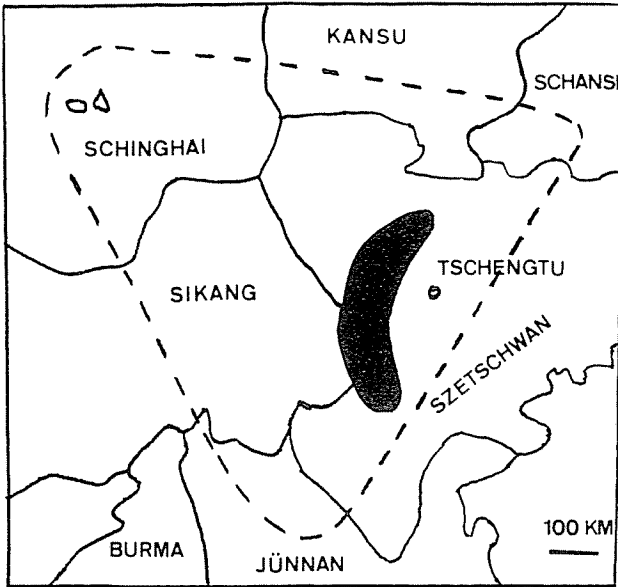 KANSU
SCHANSI
SCHINGHAI
TSCHENGTU
SIKANG
SZETSCHWAN
100 KM
BURMA
JÜNNAN